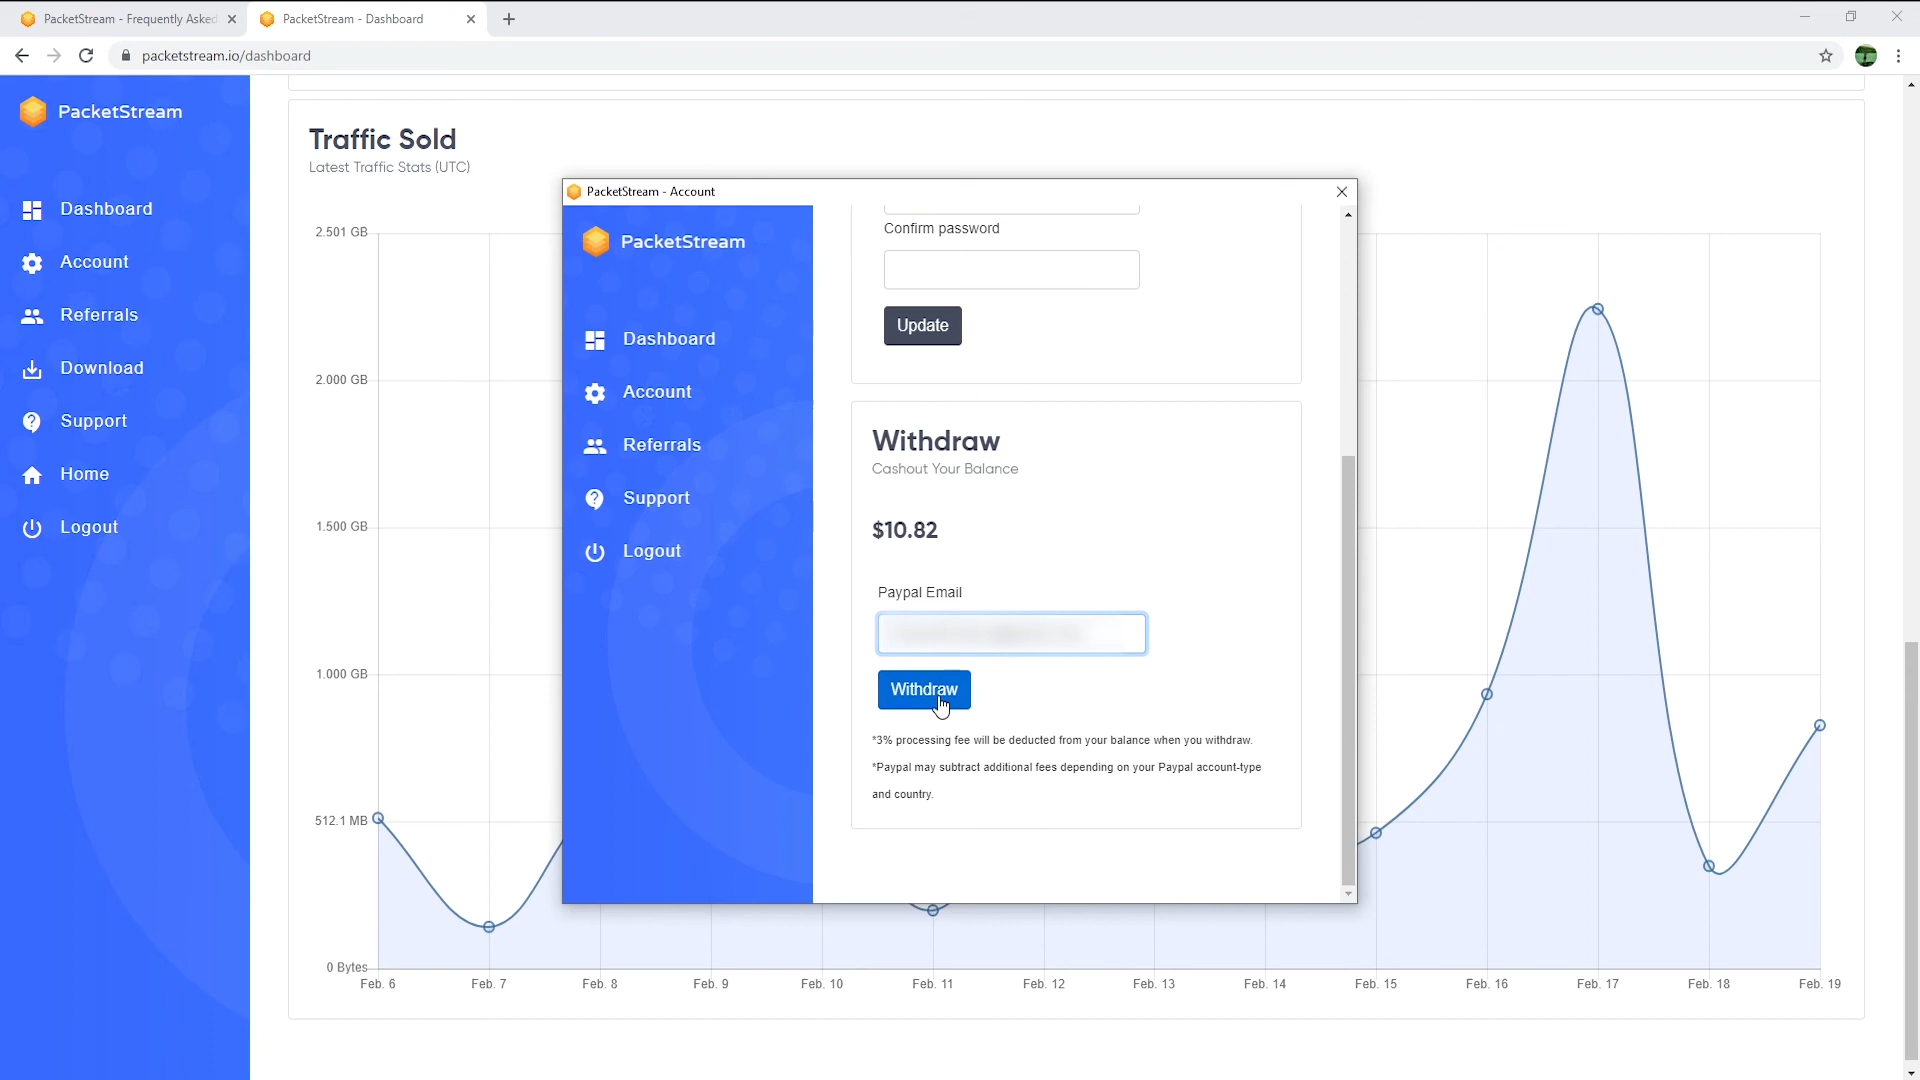 PacketStream - Frequently Asked
PacketStream - Dashboard
packetstream.io/dashboard
PacketStream
Dashboard
Account
Referrals
Download
Support
Home
Logout
Traffic Sold
Latest Traffic Stats (UTC)
2.501 GB
2.000 GB
1.500 GB
1.000 GB
512.1 MB
0 Bytes
Feb. 6 Feb. 7 Feb. 8 Feb. 9 Feb. 10 Feb. 11 Feb. 12 Feb. 13 Feb. 14 Feb. 15 Feb. 16 Feb. 17 Feb. 18 Feb. 19
PacketStream - Account
PacketStream
Dashboard
Account
Referrals
Support
Logout
Confirm password
Update
Withdraw
Cashout Your Balance
$10.82
Paypal Email
Withdraw
*3% processing fee will be deducted from your balance when you withdraw.
*Paypal may subtract additional fees depending on your Paypal account-type
and country.